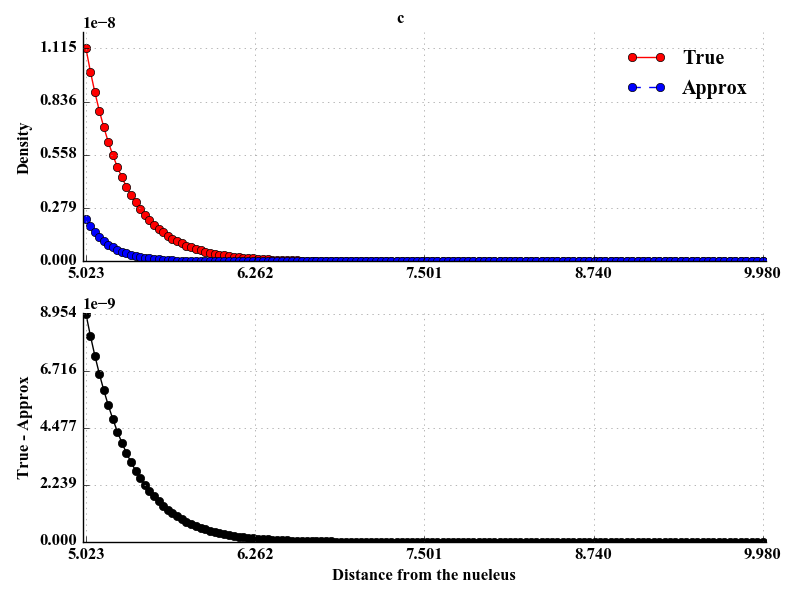 c
1e−8
1.115
0.836
0.558
0.279
0.000
Density
True
Approx
5.023 6.262 7.501 8.740 9.980
1e−9
8.954
6.716
4.477
2.239
0.000
True - Approx
5.023 6.262 7.501 8.740 9.980
Distance from the nueleus